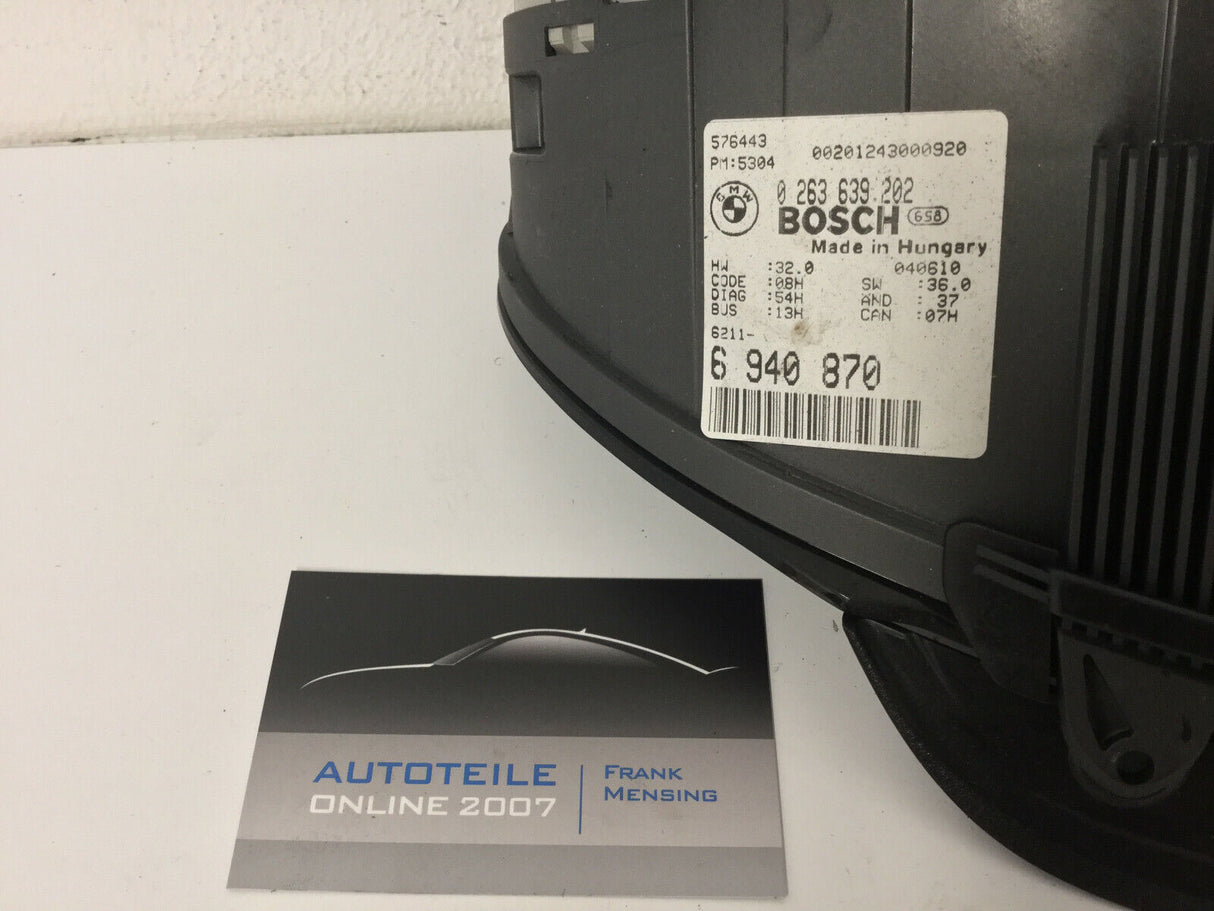 576443
PM:5304 00201243000920
BMW
0 263 639 202
BOSCH 658
Made in Hungary
HW :32.0 040610
CODE :08H SW :36.0
DIAG :54H AND : 37
BUS :13H CAN :07H
6211-
6 940 870
AUTOTEILE
ONLINE 2007
FRANK
MENSING